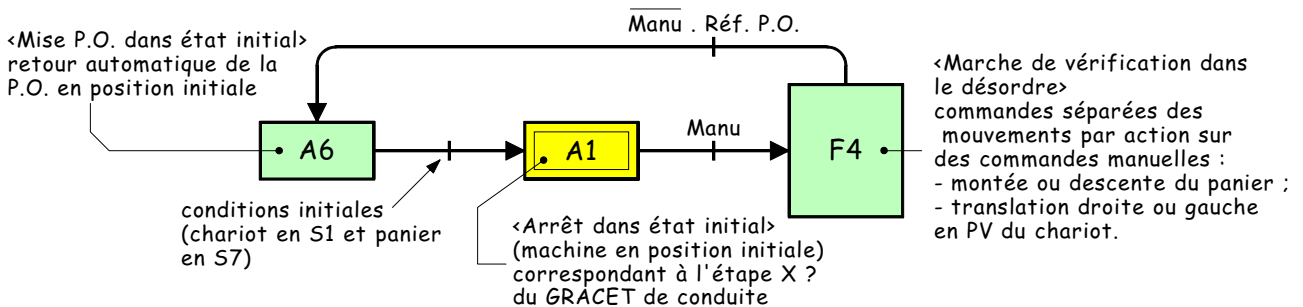 Manu . Réf. P.O.
<Mise P.O. dans état initial>
retour automatique de la
P.O. en position initiale
A6
A1
Manu
F4
<Marche de vérification dans
le désordre>
commandes séparées des
mouvements par action sur
des commandes manuelles :
- montée ou descente du panier ;
- translation droite ou gauche
en PV du chariot.
conditions initiales
(chariot en S1 et panier
en S7)
<Arrêt dans état initial>
(machine en position initiale)
correspondant à l'étape X ?
du GRACET de conduite